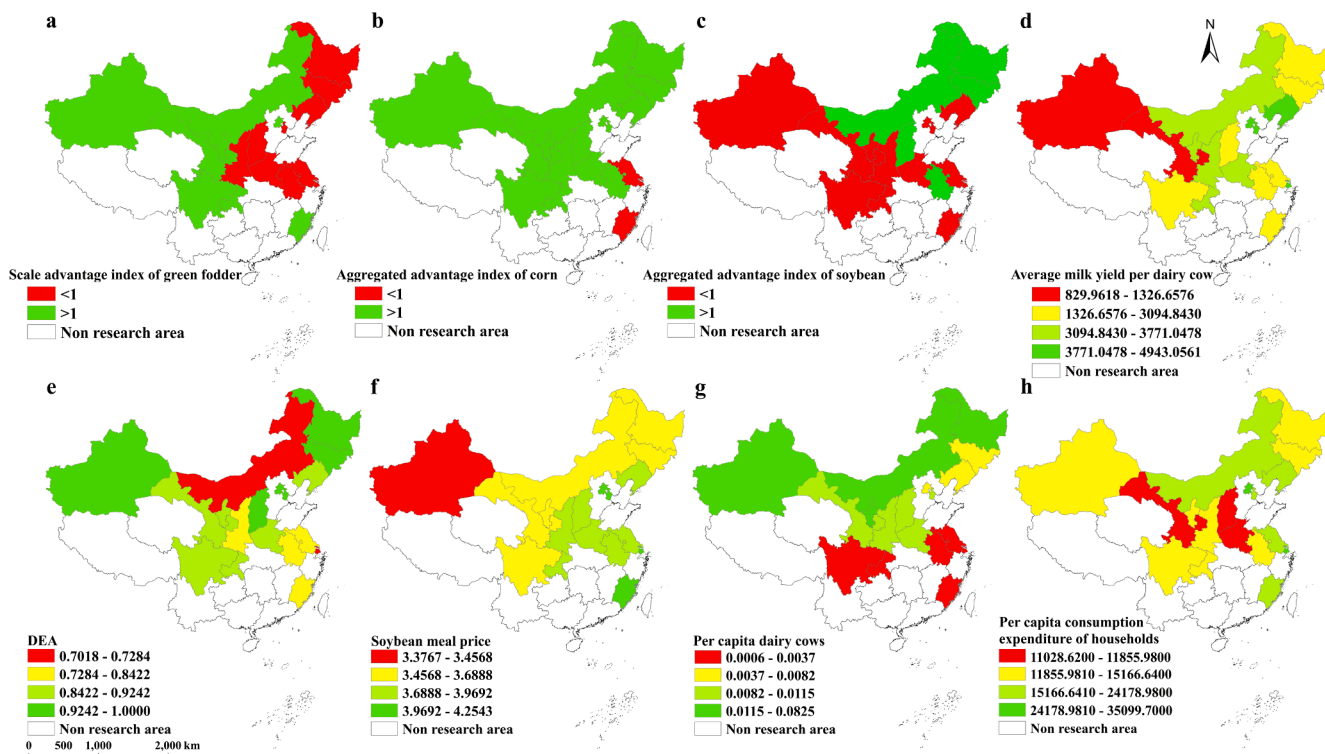 a
b
c
d
N
Scale advantage index of green fodder
<1
>1
Non research area
Aggregated advantage index of corn
<1
>1
Non research area
Aggregated advantage index of soybean
<1
>1
Non research area
Average milk yield per dairy cow
829.9618 - 1326.6576
1326.6576 - 3094.8430
3094.8430 - 3771.0478
3771.0478 - 4943.0561
Non research area
e
f
g
h
DEA
0.7018 - 0.7284
0.7284 - 0.8422
0.8422 - 0.9242
0.9242 - 1.0000
Non research area
0 500 1,000 2,000 km
Soybean meal price
3.3767 - 3.4568
3.4568 - 3.6888
3.6888 - 3.9692
3.9692 - 4.2543
Non research area
Per capita dairy cows
0.0006 - 0.0037
0.0037 - 0.0082
0.0082 - 0.0115
0.0115 - 0.0825
Non research area
Per capita consumption
expenditure of households
11028.6200 - 11855.9800
11855.9810 - 15166.6400
15166.6410 - 24178.9800
24178.9810 - 35099.7000
Non research area